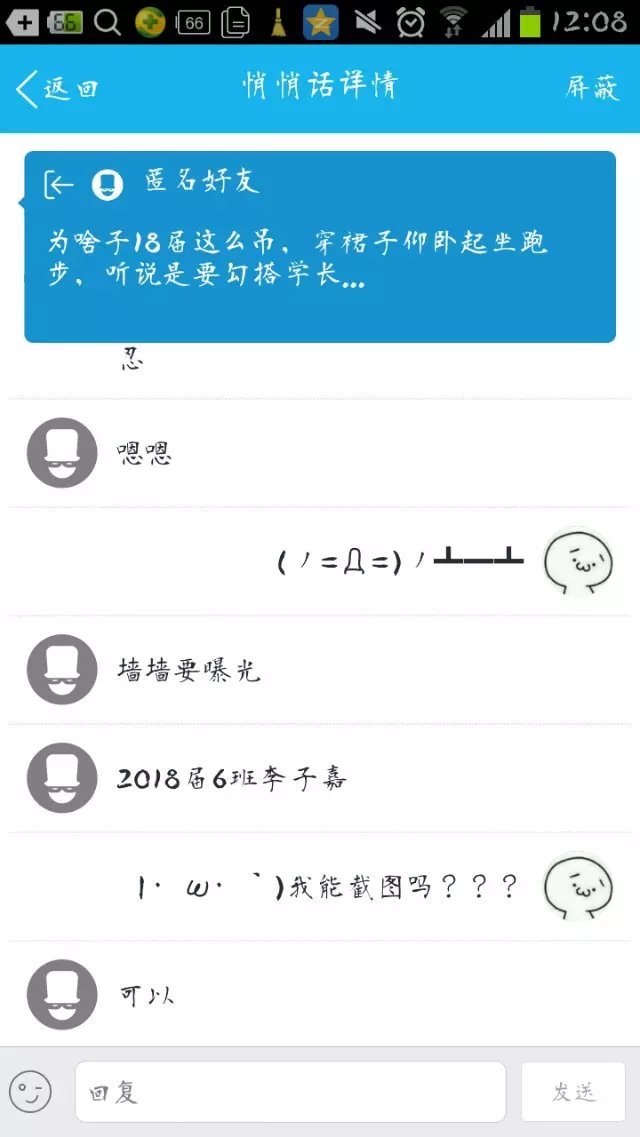 66
66
12:08
返回
悄悄话详情
屏蔽
匿名好友
为啥子18届这么吊，穿裙子仰卧起坐跑
步，听说是要勾搭学长...
忍
嗯嗯
(ノ=Д=)ノ┻━┻
墙墙要曝光
2018届6班李子嘉
|·ω·｀)我能截图吗？？？
可以
回复
发送